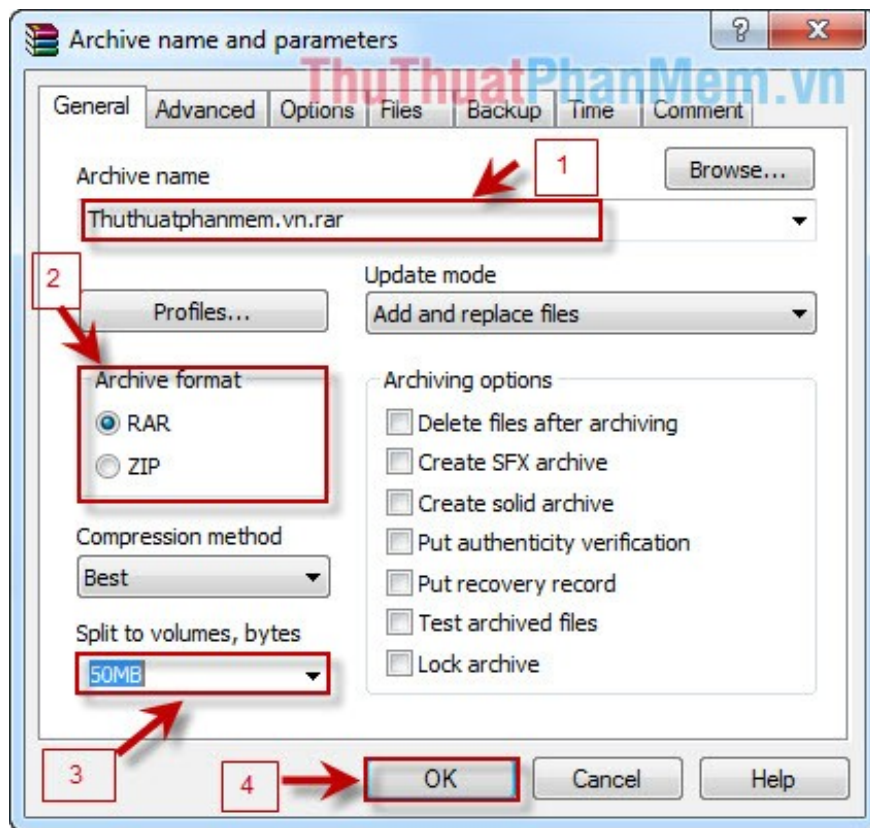 Archive name and parameters
ThuThuatPhanMem.vn
General Advanced Options Files Backup Time Comment
1
Archive name
Browse...
Thuthuatphanmem.vn.rar
2
Update mode
Profiles...
Add and replace files
Archive format
RAR
ZIP
Archiving options
Delete files after archiving
Create SFX archive
Create solid archive
Put authenticity verification
Put recovery record
Test archived files
Lock archive
Compression method
Best
Split to volumes, bytes
50MB
3
4
OK Cancel Help